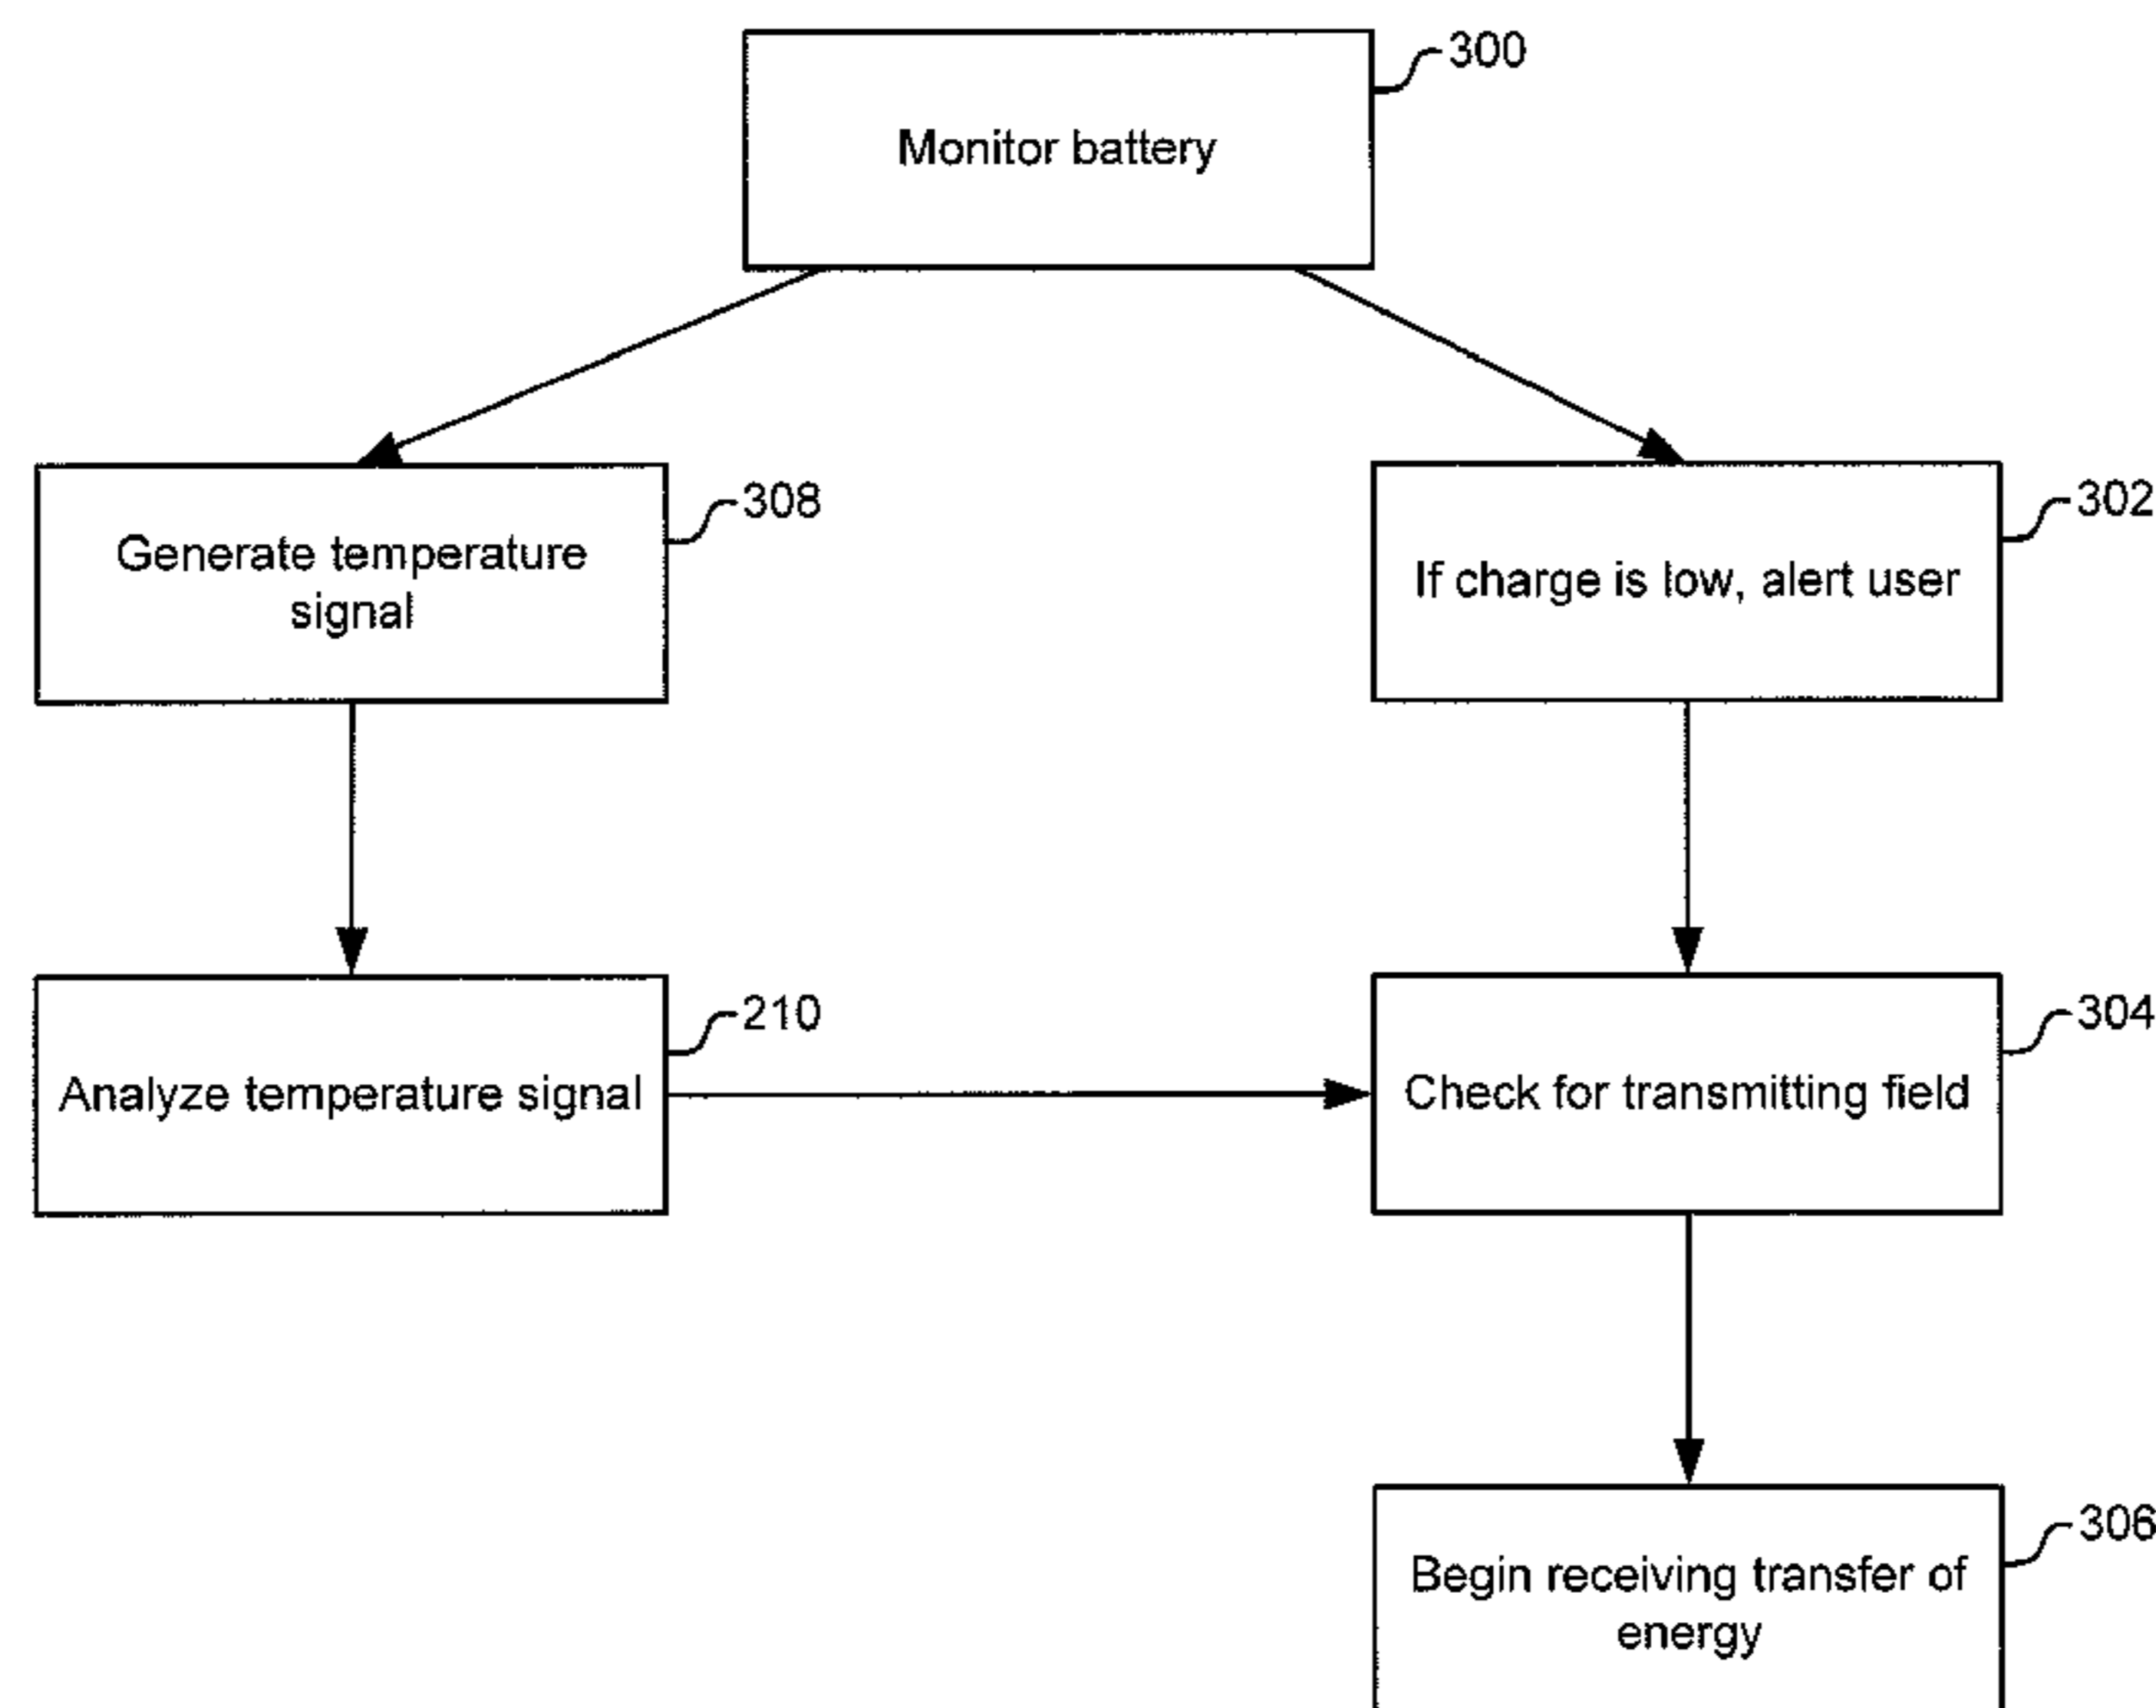 300
Monitor battery
308
Generate temperature
signal
302
If charge is low, alert user
210
Analyze temperature signal
304
Check for transmitting field
306
Begin receiving transfer of
energy